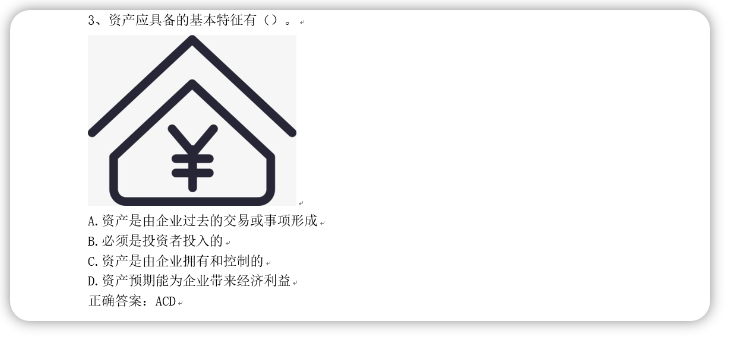 3、资产应具备的基本特征有（）。
¥
A.资产是由企业过去的交易或事项形成
B.必须是投资者投入的
C.资产是由企业拥有和控制的
D.资产预期能为企业带来经济利益
正确答案：ACD